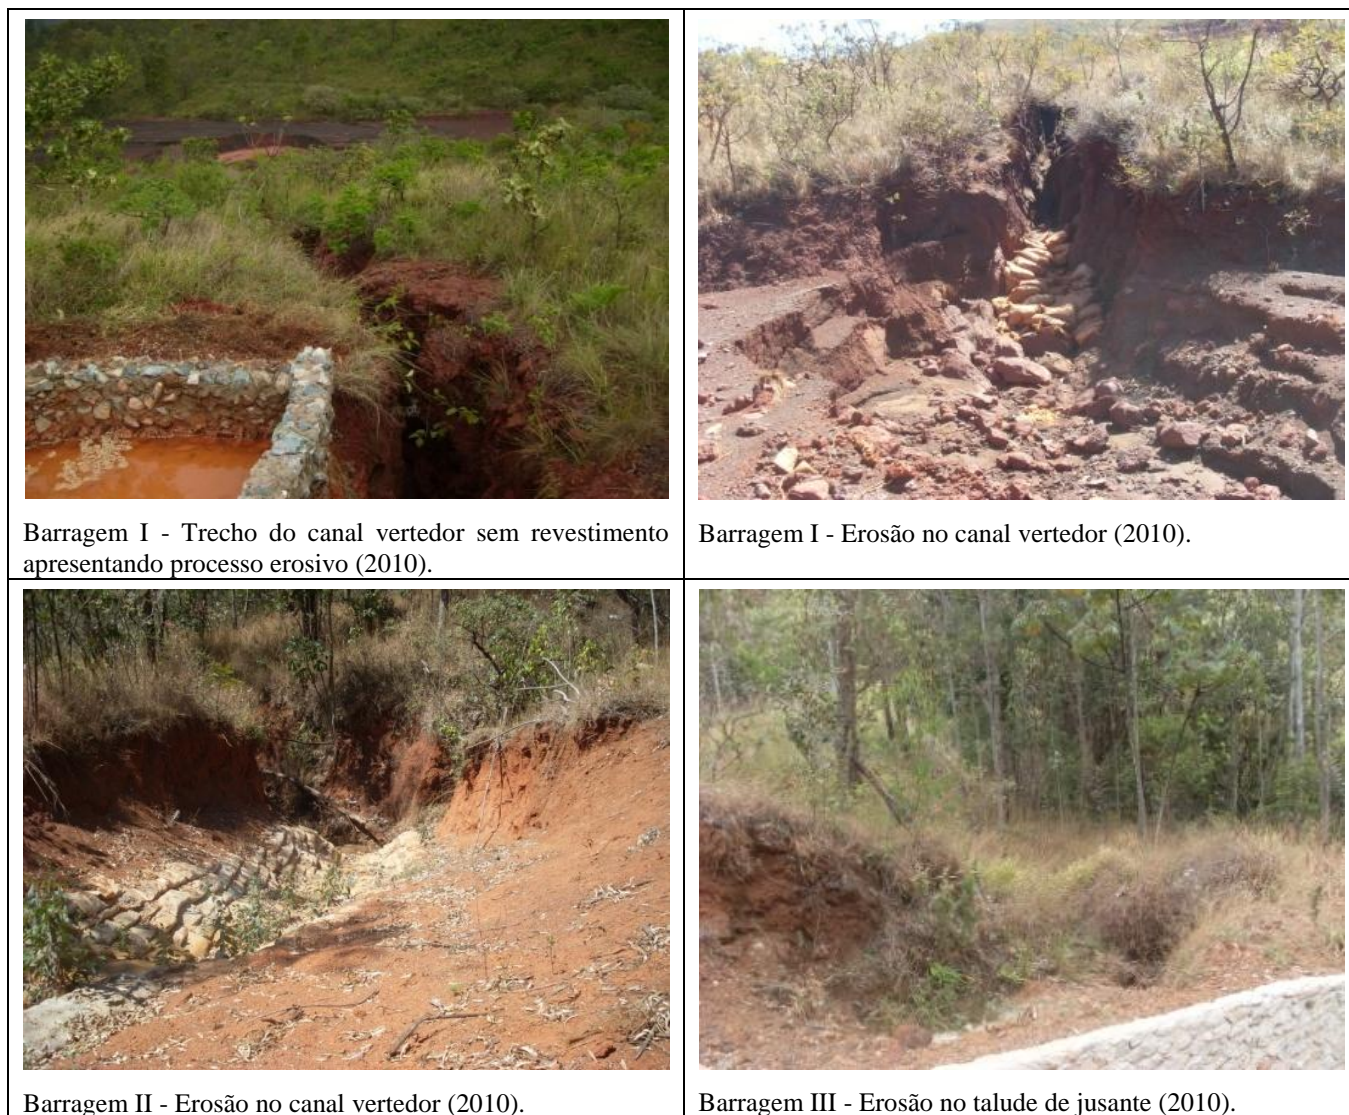 Barragem I - Trecho do canal vertedor sem revestimento
apresentando processo erosivo (2010).
Barragem I - Erosão no canal vertedor (2010).
Barragem II - Erosão no canal vertedor (2010).
Barragem III - Erosão no talude de jusante (2010).